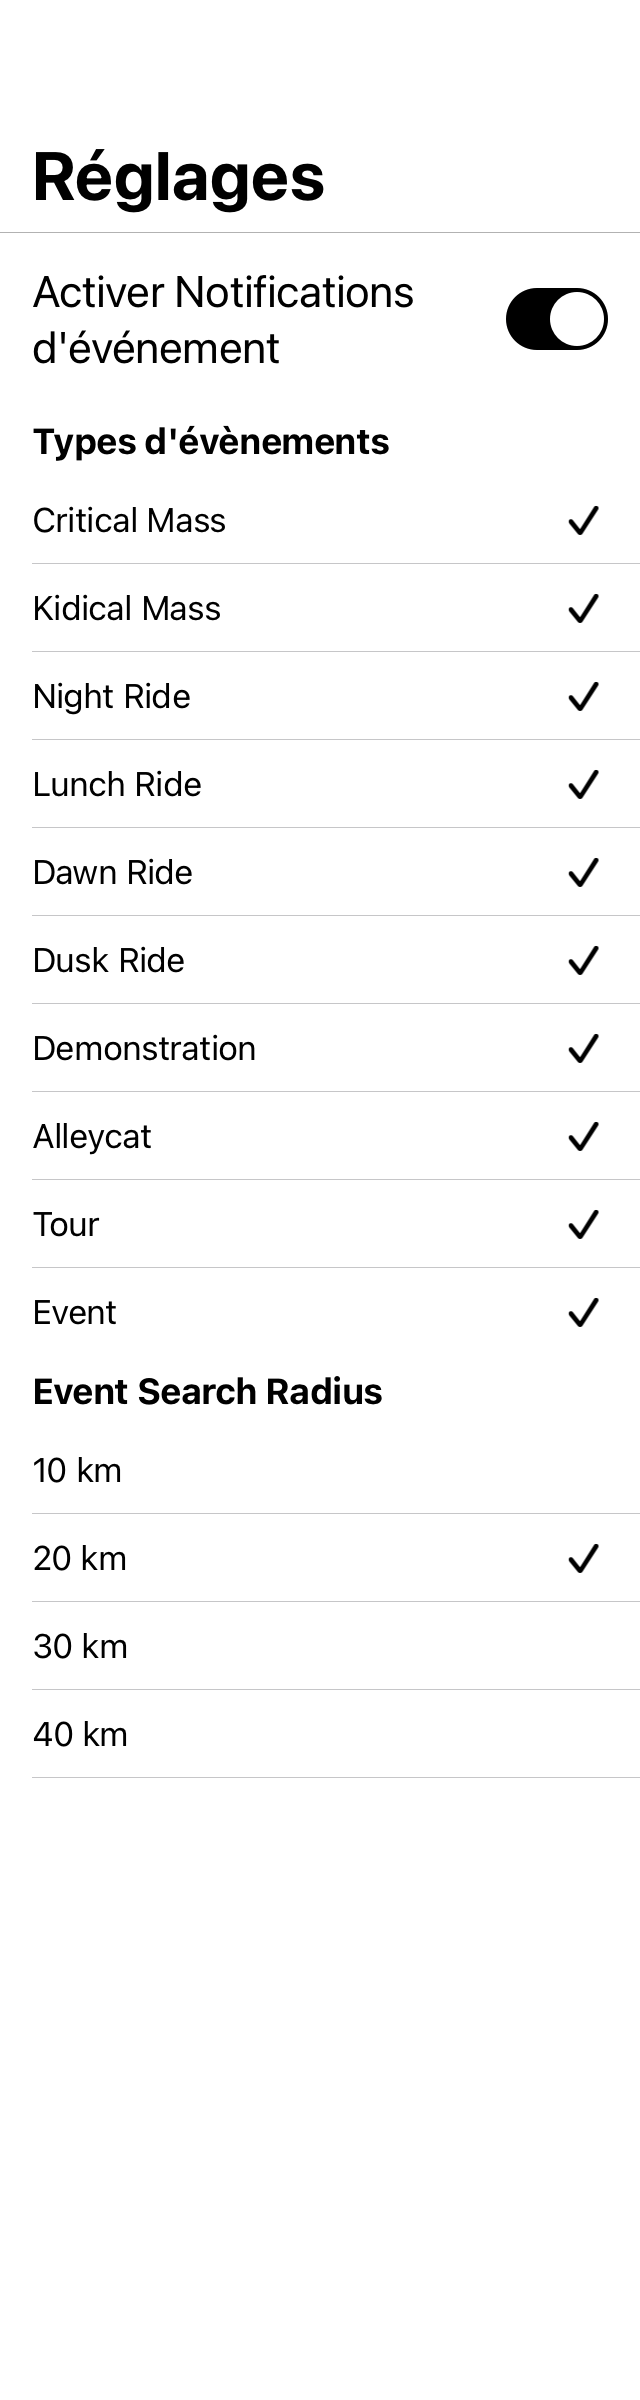 Réglages
Activer Notifications
d'événement
Types d'évènements
Critical Mass
Kidical Mass
Night Ride
Lunch Ride
Dawn Ride
Dusk Ride
Demonstration
Alleycat
Tour
Event
Event Search Radius
10 km
20 km
30 km
40 km